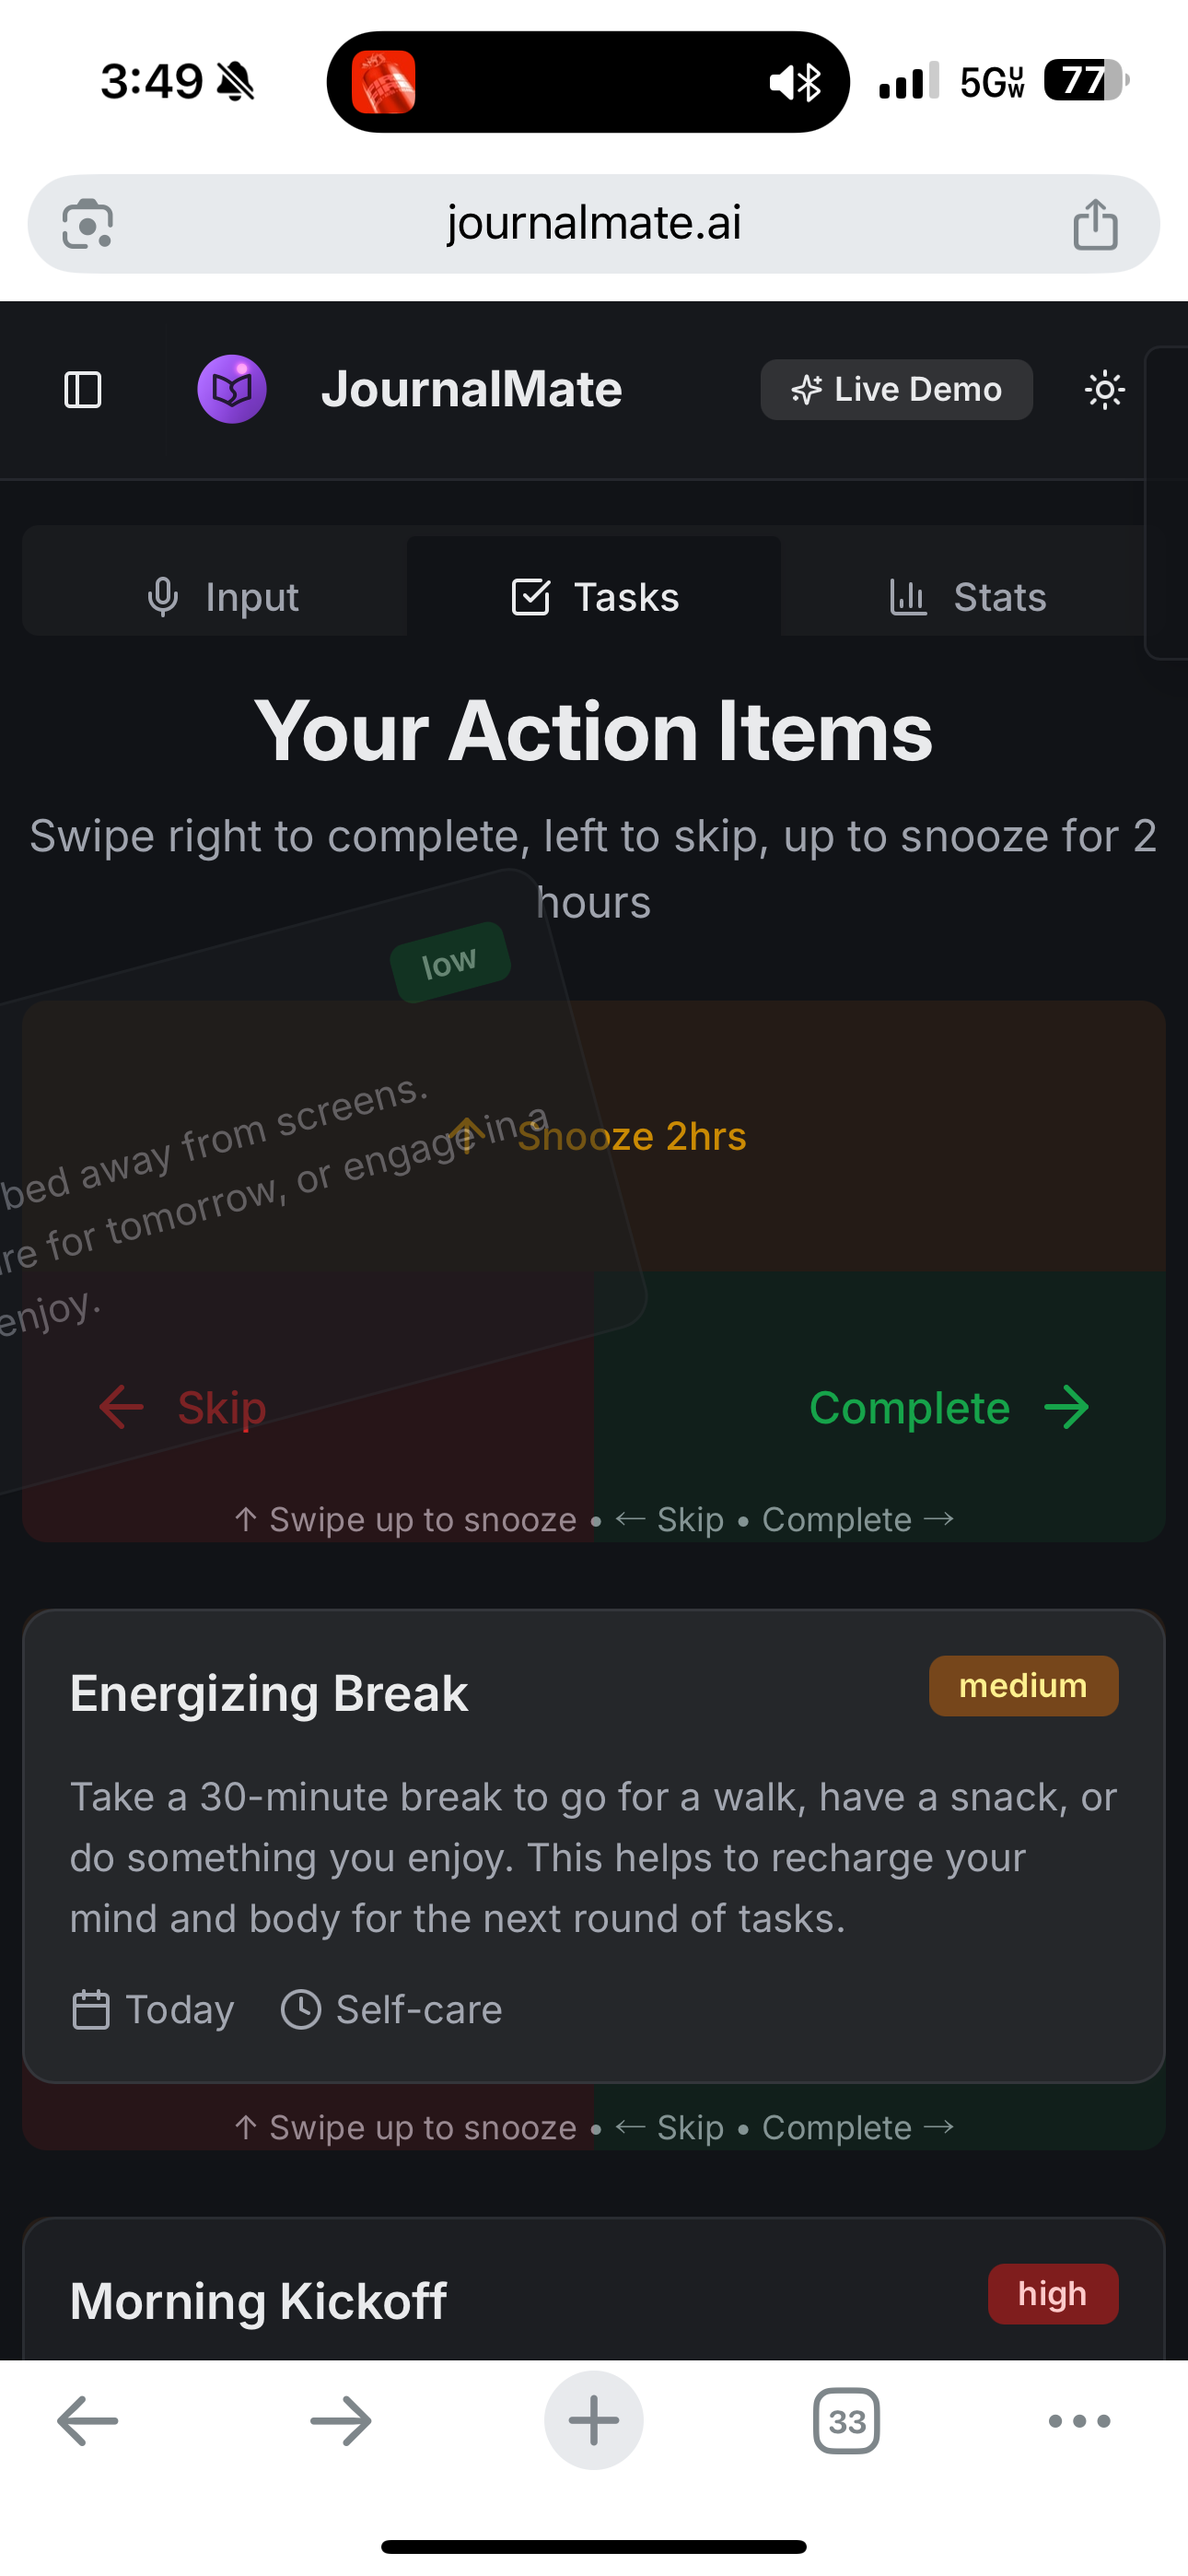 3:49
5G UW
77
journalmate.ai
JournalMate
Live Demo
Input
Tasks
Stats
Your Action Items
Swipe right to complete, left to skip, up to snooze for 2
hours
low
bed away from screens.
re for tomorrow, or engage in a
enjoy.
Snooze 2hrs
Skip
Complete
↑ Swipe up to snooze • ← Skip • Complete →
Energizing Break
medium
Take a 30-minute break to go for a walk, have a snack, or
do something you enjoy. This helps to recharge your
mind and body for the next round of tasks.
Today
Self-care
↑ Swipe up to snooze • ← Skip • Complete →
Morning Kickoff
high
33